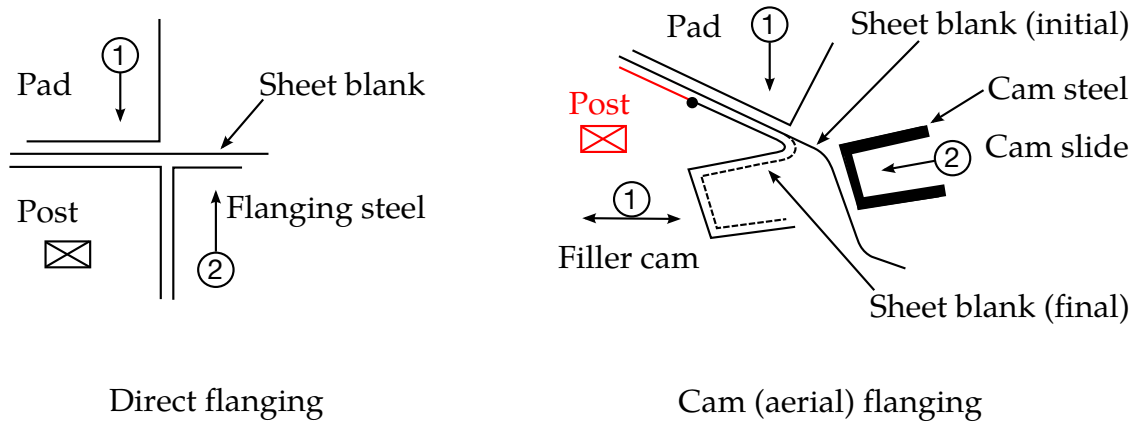 1
Pad
Sheet blank
Post
Flanging steel
2
Direct flanging
Pad
1
Sheet blank (initial)
Post
Cam steel
2
Cam slide
1
Filler cam
Sheet blank (final)
Cam (aerial) flanging